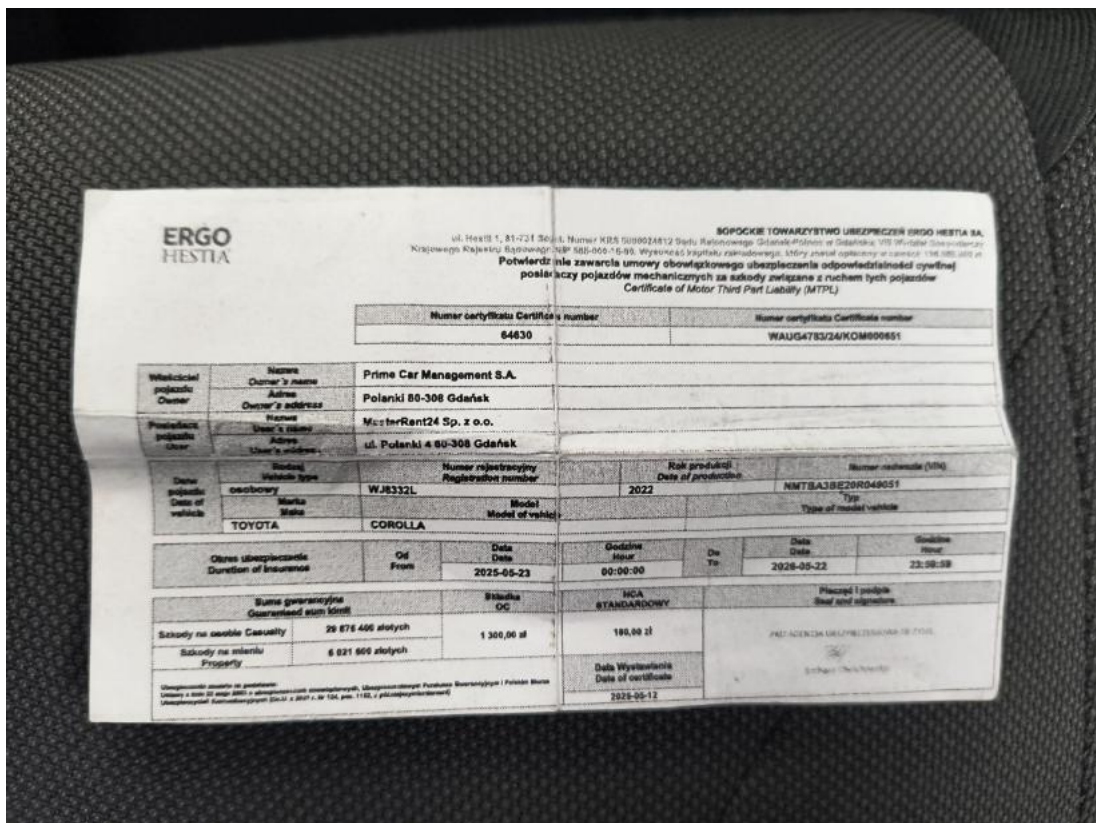 ERGO
HESTIA
SOPOCKIE TOWARZYSTWO UBEZPIECZEŃ ERGO HESTIA SA,
ul. Hestii 1, 81-731 Sopot, Numer KRS
Potwierdzenie zawarcia umowy obowiązkowego ubezpieczenia odpowiedzialności cywilnej
posiadaczy pojazdów mechanicznych za szkody związane z ruchem tych pojazdów
Certificate of Motor Third Part Liability (MTPL)
Numer certyfikatu Certificate number Numer certyfikatu Certificate number
64630 WAUG4783/24/KOM000651
Właściciel pojazdu Owner
Nazwa Owner's name Prime Car Management S.A.
Adres Owner's address Polanki 80-308 Gdańsk
Posiadacz pojazdu User
Nazwa User's name MasterRent24 Sp. z o.o.
Adres User's address ul. Polanki 4 80-308 Gdańsk
Dane pojazdu Data of vehicle
Rodzaj Vehicle type Numer rejestracyjny Registration number Rok produkcji Date of production Numer nadwozia (VIN)
osobowy WJ8332L 2022 NMTBA3BE20R049051
Marka Make Model Model of vehicle Typ Type of model vehicle
TOYOTA COROLLA
Okres ubezpieczenia Duration of Insurance
Od From Data Date Godzina Hour Do To Data Date Godzina Hour
2025-05-23 00:00:00 2026-05-22 23:59:59
Suma gwarancyjna Guaranteed sum limit Składka OC STANDARDOWY Pieczęć i podpis Seal and signature
Szkody na osobie Casualty 29 876 400 złotych 1 300,00 zł 180,00 zł
Szkody na mieniu Property 6 021 600 złotych
Data Wystawienia Date of certificate
2025-05-12